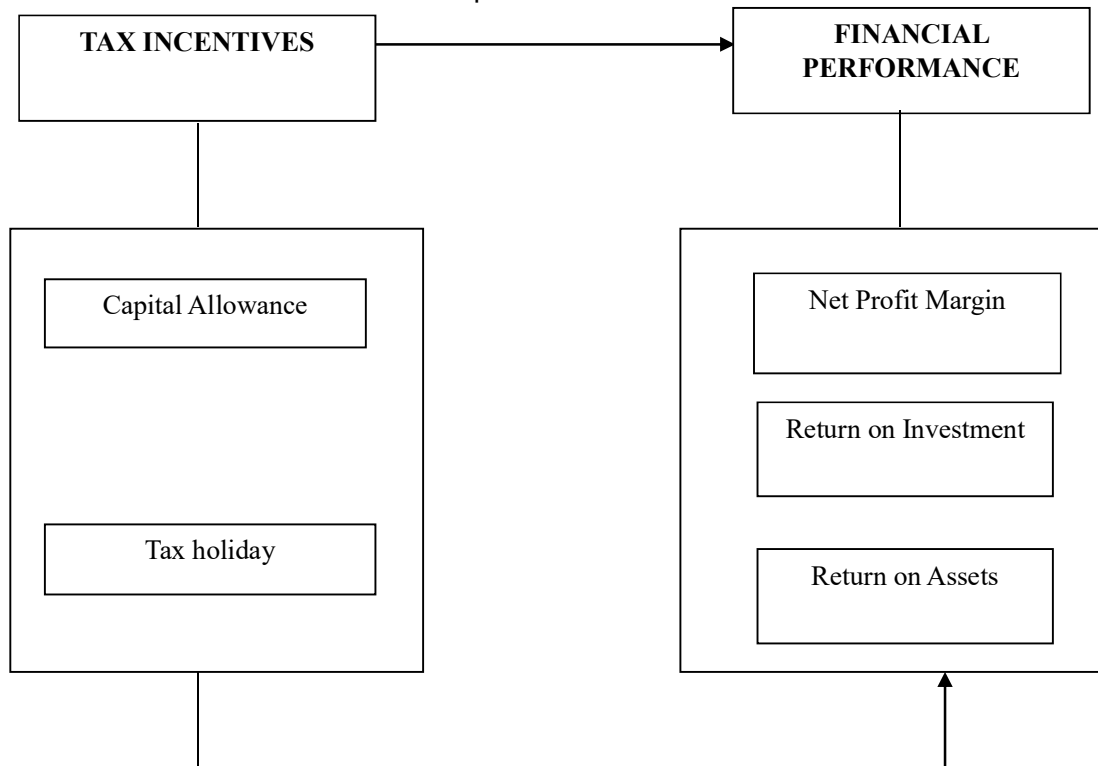 TAX INCENTIVES
FINANCIAL
PERFORMANCE
Capital Allowance
Tax holiday
Net Profit Margin
Return on Investment
Return on Assets